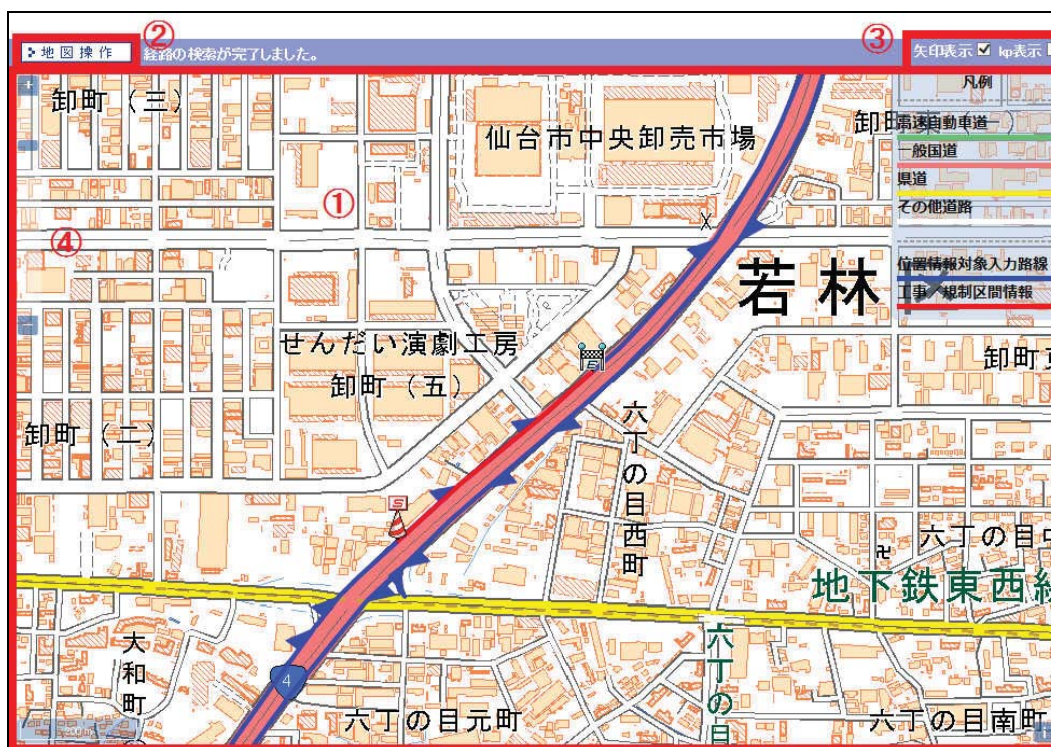 ②
③
地図操作
経路の検索が完了しました。
矢印表示 kp表示
凡例
高速自動車道
一般国道
県道
その他道路
位置情報対象入力路線
工事／規制区間情報
卸町（三）
仙台市中央卸売市場
①
④
若林
せんだい演劇工房
卸町（五）
卸町（二）
E
S
六丁の目西町
六丁の目中
地下鉄東西線
大和町
4
六丁の目元町
六丁の目
六丁の目南町